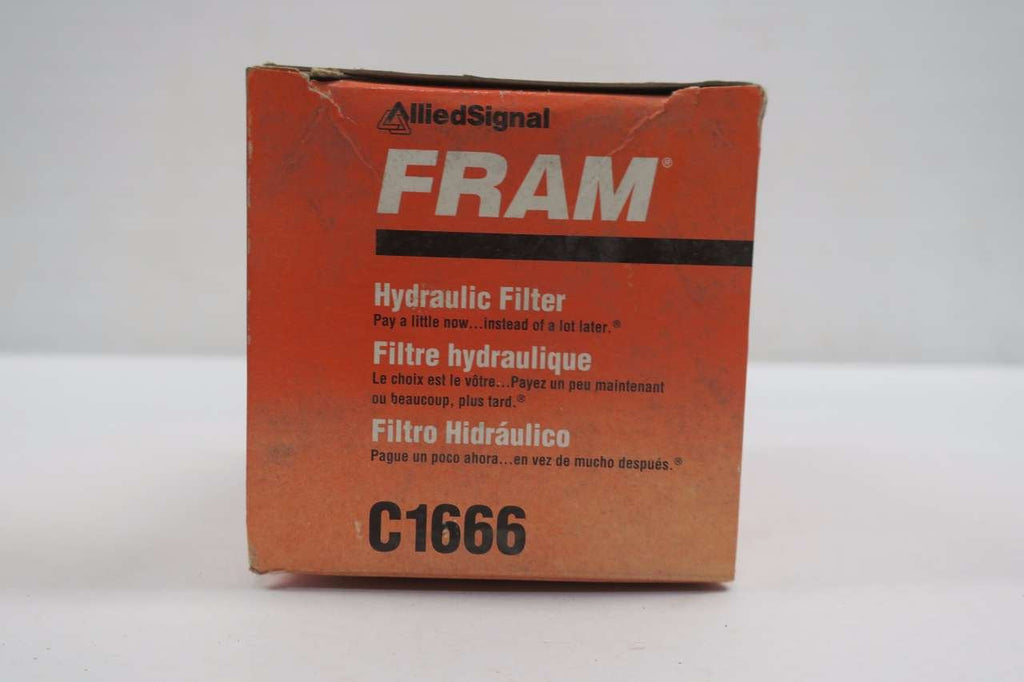 AlliedSignal
FRAM®
Hydraulic Filter
Pay a little now...instead of a lot later.®
Filtre hydraulique
Le choix est le vôtre...Payez un peu maintenant
ou beaucoup, plus tard.®
Filtro Hidráulico
Pague un poco ahora...en vez de mucho después.®
C1666